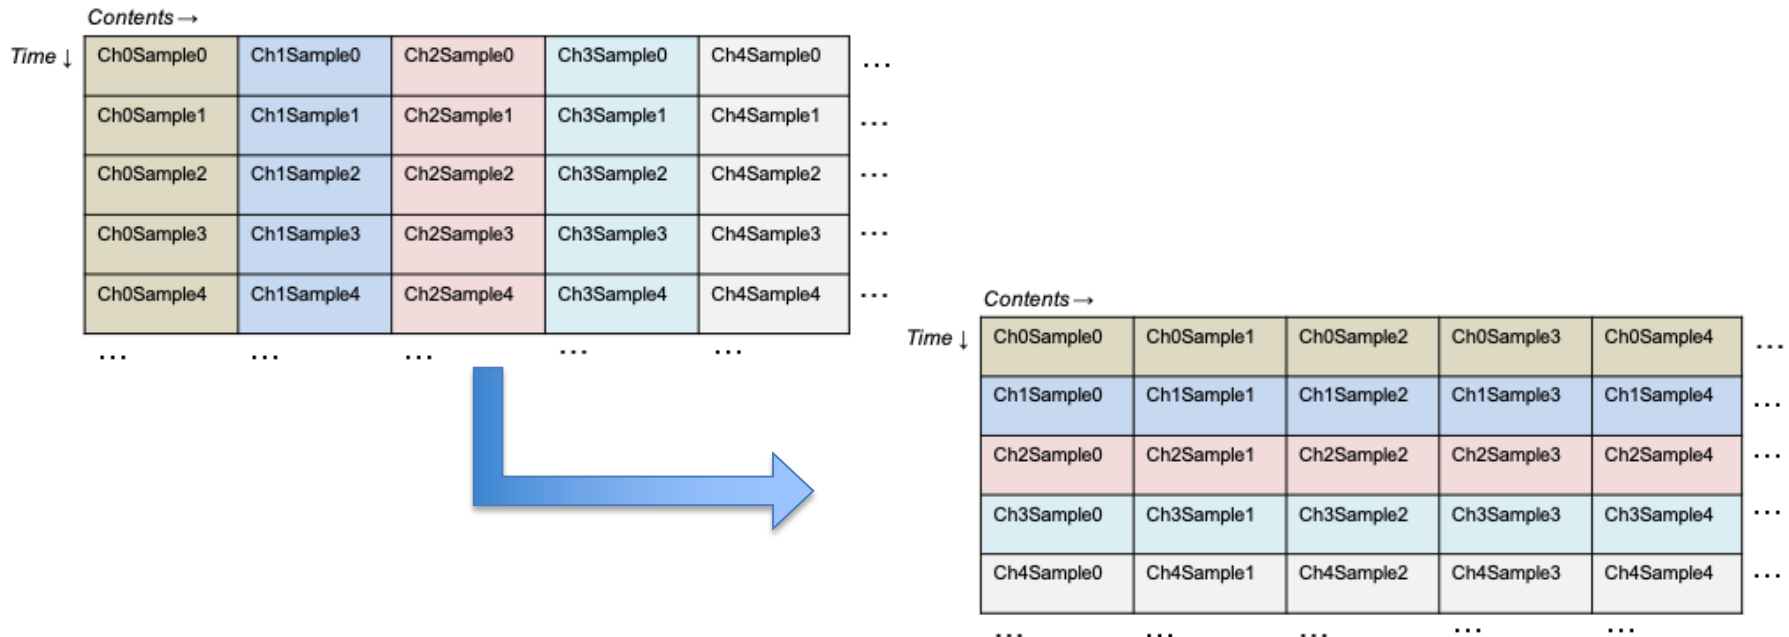 Contents→
Time ↓ Ch0Sample0 Ch1Sample0 Ch2Sample0 Ch3Sample0 Ch4Sample0 ...
Ch0Sample1 Ch1Sample1 Ch2Sample1 Ch3Sample1 Ch4Sample1 ...
Ch0Sample2 Ch1Sample2 Ch2Sample2 Ch3Sample2 Ch4Sample2 ...
Ch0Sample3 Ch1Sample3 Ch2Sample3 Ch3Sample3 Ch4Sample3 ...
Ch0Sample4 Ch1Sample4 Ch2Sample4 Ch3Sample4 Ch4Sample4 ...
... ... ... ... ...
Contents→
Time ↓ Ch0Sample0 Ch0Sample1 Ch0Sample2 Ch0Sample3 Ch0Sample4 ...
Ch1Sample0 Ch1Sample1 Ch1Sample2 Ch1Sample3 Ch1Sample4 ...
Ch2Sample0 Ch2Sample1 Ch2Sample2 Ch2Sample3 Ch2Sample4 ...
Ch3Sample0 Ch3Sample1 Ch3Sample2 Ch3Sample3 Ch3Sample4 ...
Ch4Sample0 Ch4Sample1 Ch4Sample2 Ch4Sample3 Ch4Sample4 ...
... ... ... ... ...